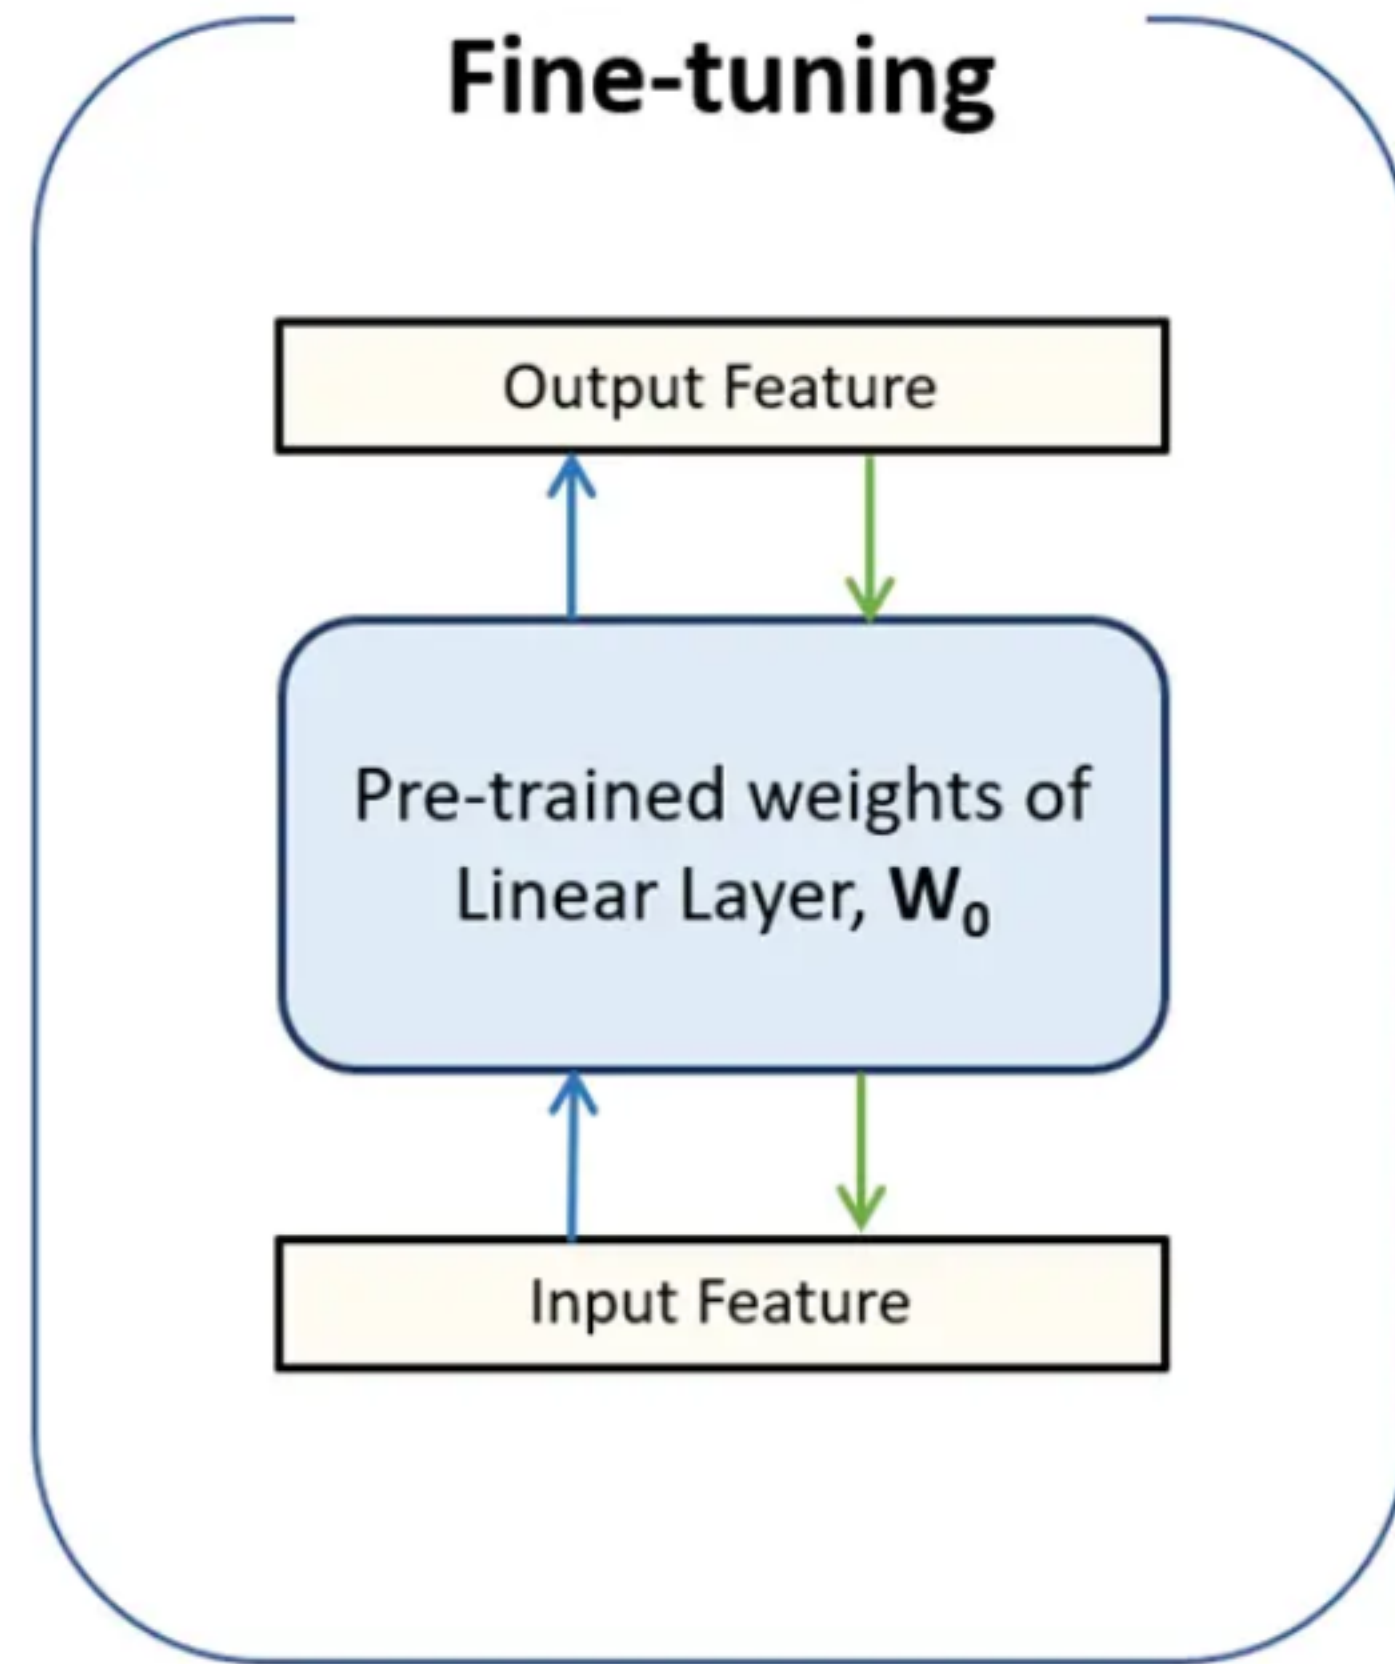 Fine-tuning
Output Feature
Pre-trained weights of
Linear Layer, W₀
Input Feature